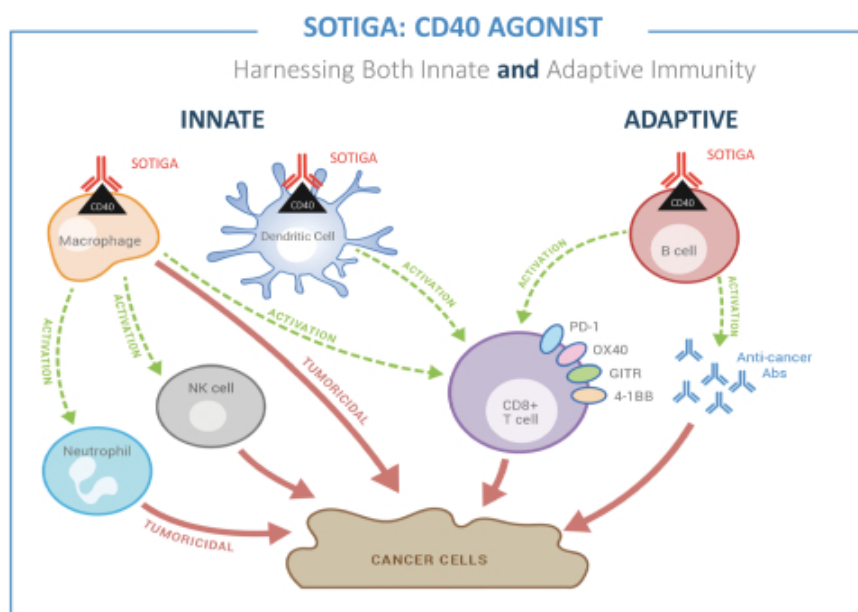 SOTIGA: CD40 AGONIST
Harnessing Both Innate and Adaptive Immunity
INNATE
ADAPTIVE
SOTIGA
SOTIGA
SOTIGA
CD40
CD40
CD40
Macrophage
Dendritic Cell
B cell
ACTIVATION
ACTIVATION
ACTIVATION
ACTIVATION
ACTIVATION
ACTIVATION
TUMORICIDAL
PD-1
OX40
GITR
4-1BB
Anti-cancer
Abs
NK cell
CD8+
T cell
Neutrophil
TUMORICIDAL
CANCER CELLS